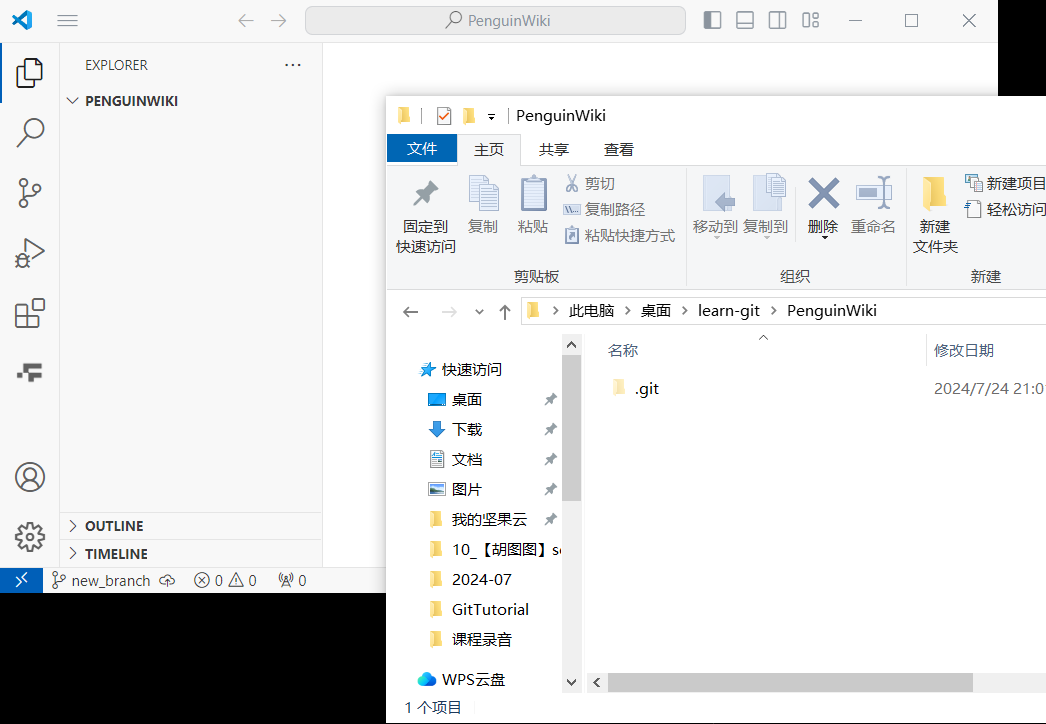 PenguinWiki
EXPLORER
PENGUINWIKI
OUTLINE
TIMELINE
new_branch 0 0 0
PenguinWiki
文件 主页 共享 查看
固定到
快速访问
复制
粘贴
剪切
复制路径
粘贴快捷方式
剪贴板
移动到 复制到 删除 重命名
组织
新建
文件夹
新建项目
轻松访问
新建
此电脑 桌面 learn-git PenguinWiki
名称 修改日期
.git 2024/7/24 21:0
快速访问
桌面
下载
文档
图片
我的坚果云
10_【胡图图】
2024-07
GitTutorial
课程录音
WPS云盘
1 个项目